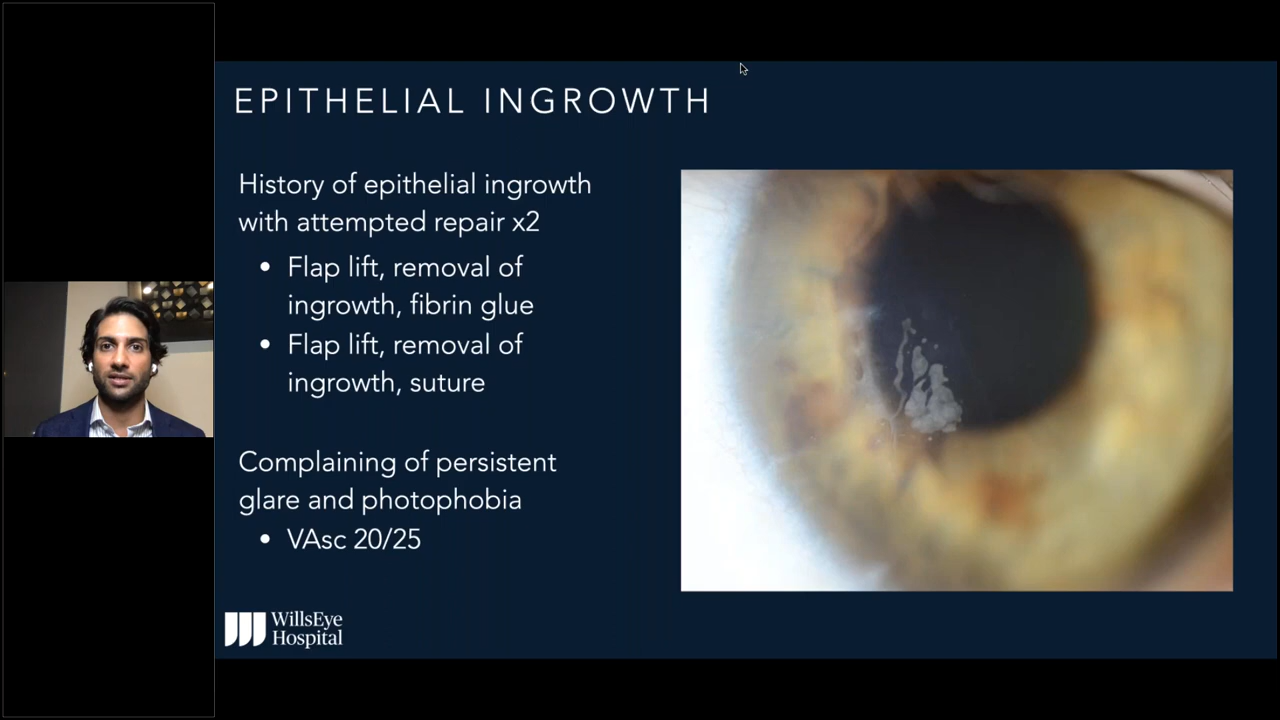 EPITHELIAL INGROWTH
History of epithelial ingrowth
with attempted repair x2
• Flap lift, removal of
ingrowth, fibrin glue
• Flap lift, removal of
ingrowth, suture
Complaining of persistent
glare and photophobia
• VAsc 20/25
WillsEye
Hospital